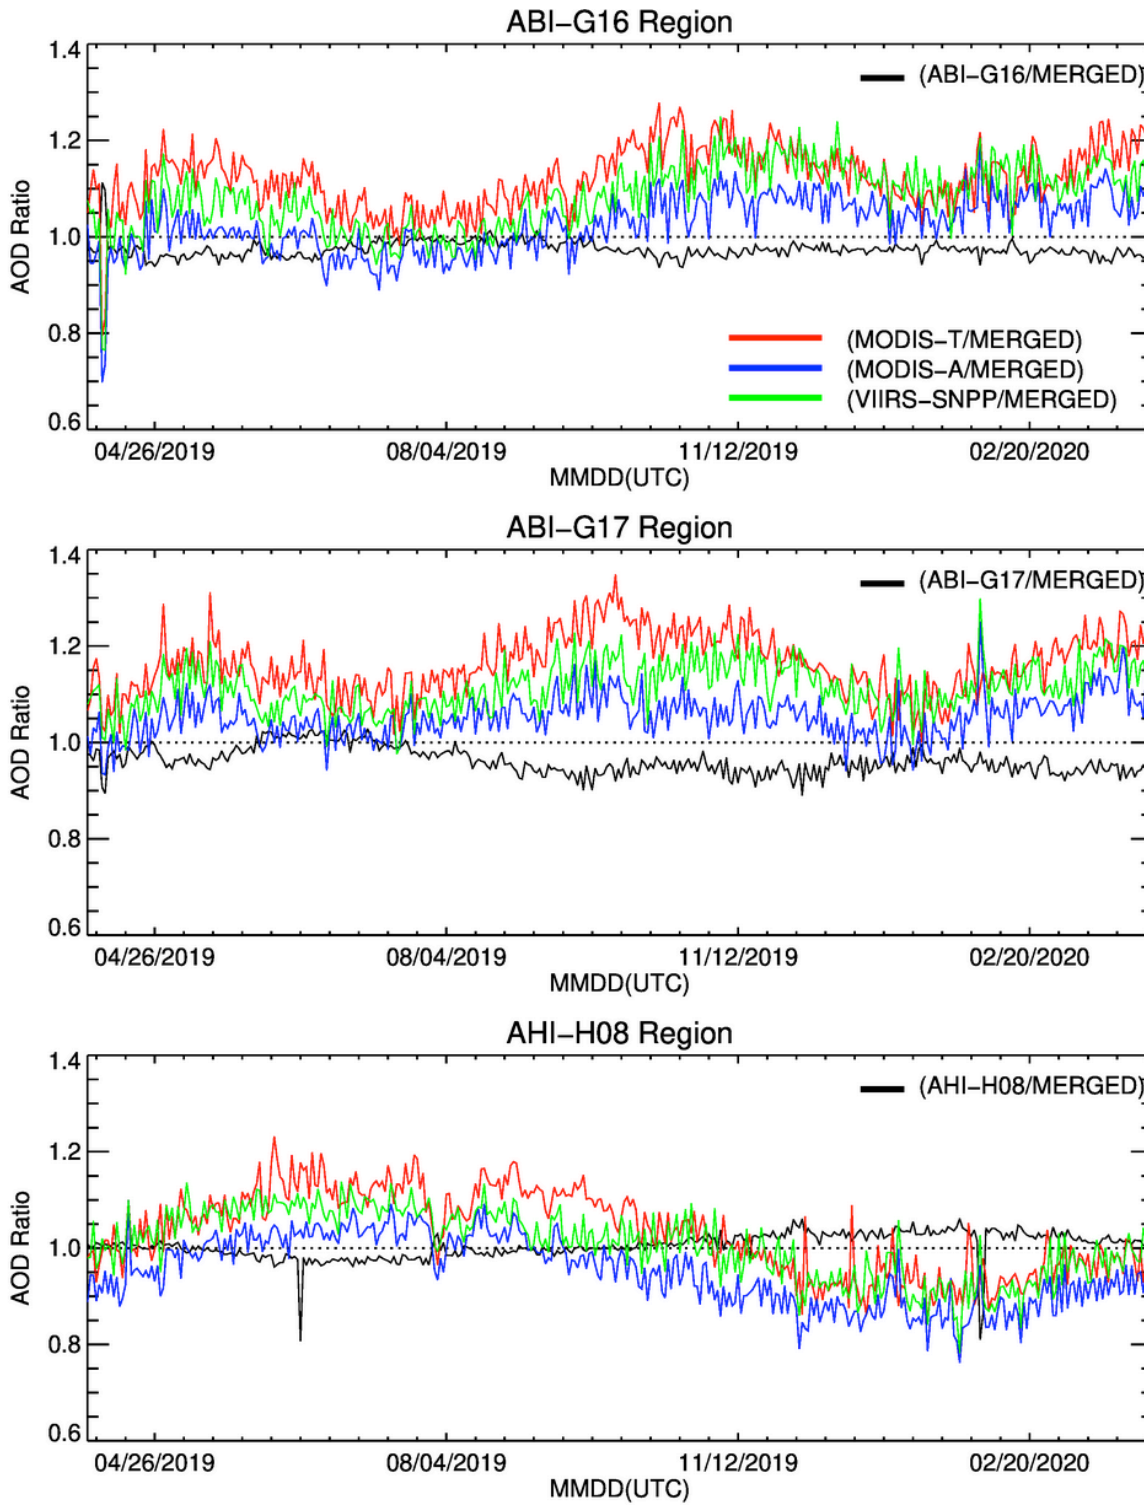 ABI−G16 Region
1.4
(ABI−G16/MERGED)
1.2
1.0
0.8
0.6
AOD Ratio
(MODIS−T/MERGED)
(MODIS−A/MERGED)
(VIIRS−SNPP/MERGED)
04/26/2019 08/04/2019 11/12/2019 02/20/2020
MMDD(UTC)
ABI−G17 Region
1.4
(ABI−G17/MERGED)
1.2
1.0
0.8
0.6
AOD Ratio
04/26/2019 08/04/2019 11/12/2019 02/20/2020
MMDD(UTC)
AHI−H08 Region
1.4
(AHI−H08/MERGED)
1.2
1.0
0.8
0.6
AOD Ratio
04/26/2019 08/04/2019 11/12/2019 02/20/2020
MMDD(UTC)